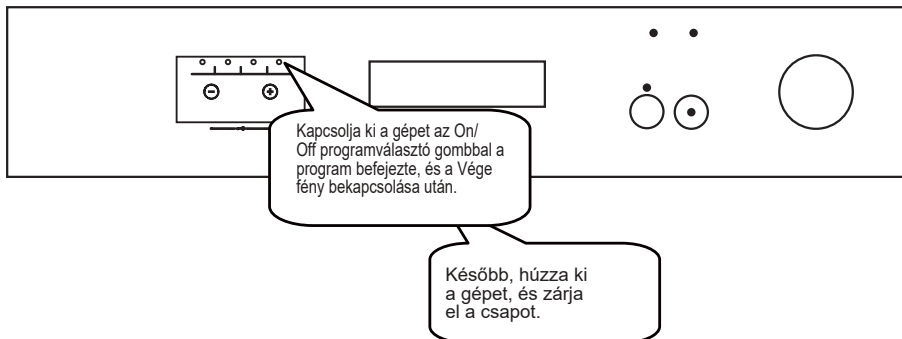 Kapcsolja ki a gépet az On/
Off programválasztó gombbal a
program befejezte, és a Vége
fény bekapcsolása után.
Később, húzza ki
a gépet, és zárja
el a csapot.